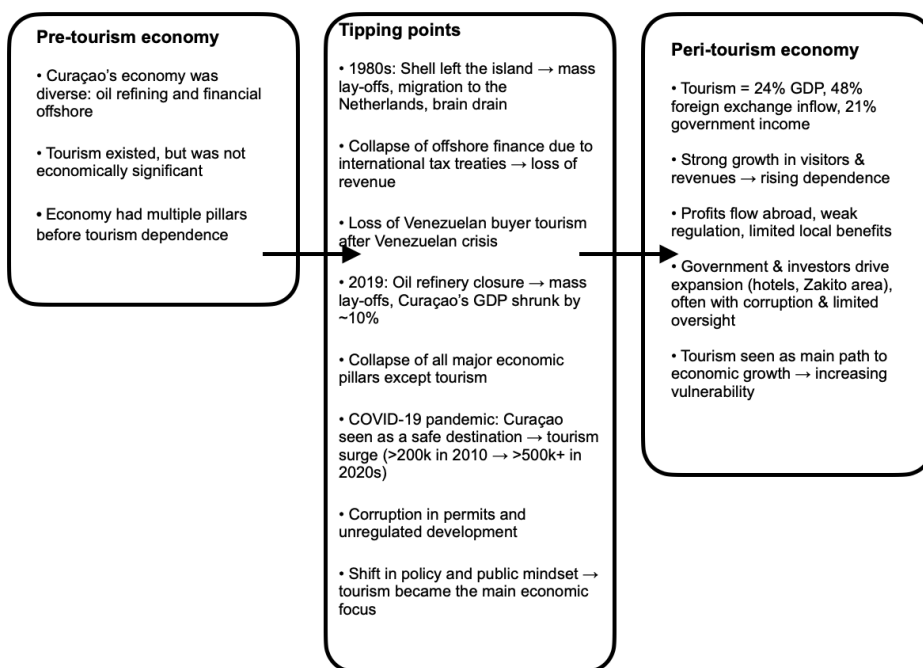 Pre-tourism economy
• Curaçao's economy was
diverse: oil refining and financial
offshore
• Tourism existed, but was not
economically significant
• Economy had multiple pillars
before tourism dependence
Tipping points
• 1980s: Shell left the island → mass
lay-offs, migration to the
Netherlands, brain drain
• Collapse of offshore finance due to
international tax treaties → loss of
revenue
• Loss of Venezuelan buyer tourism
after Venezuelan crisis
• 2019: Oil refinery closure → mass
lay-offs, Curaçao's GDP shrunk by
~10%
• Collapse of all major economic
pillars except tourism
• COVID-19 pandemic: Curaçao
seen as a safe destination → tourism
surge (>200k in 2010 → >500k+ in
2020s)
• Corruption in permits and
unregulated development
• Shift in policy and public mindset →
tourism became the main economic
focus
Peri-tourism economy
• Tourism = 24% GDP, 48%
foreign exchange inflow, 21%
government income
• Strong growth in visitors &
revenues → rising dependence
• Profits flow abroad, weak
regulation, limited local benefits
• Government & investors drive
expansion (hotels, Zakito area),
often with corruption & limited
oversight
• Tourism seen as main path to
economic growth → increasing
vulnerability